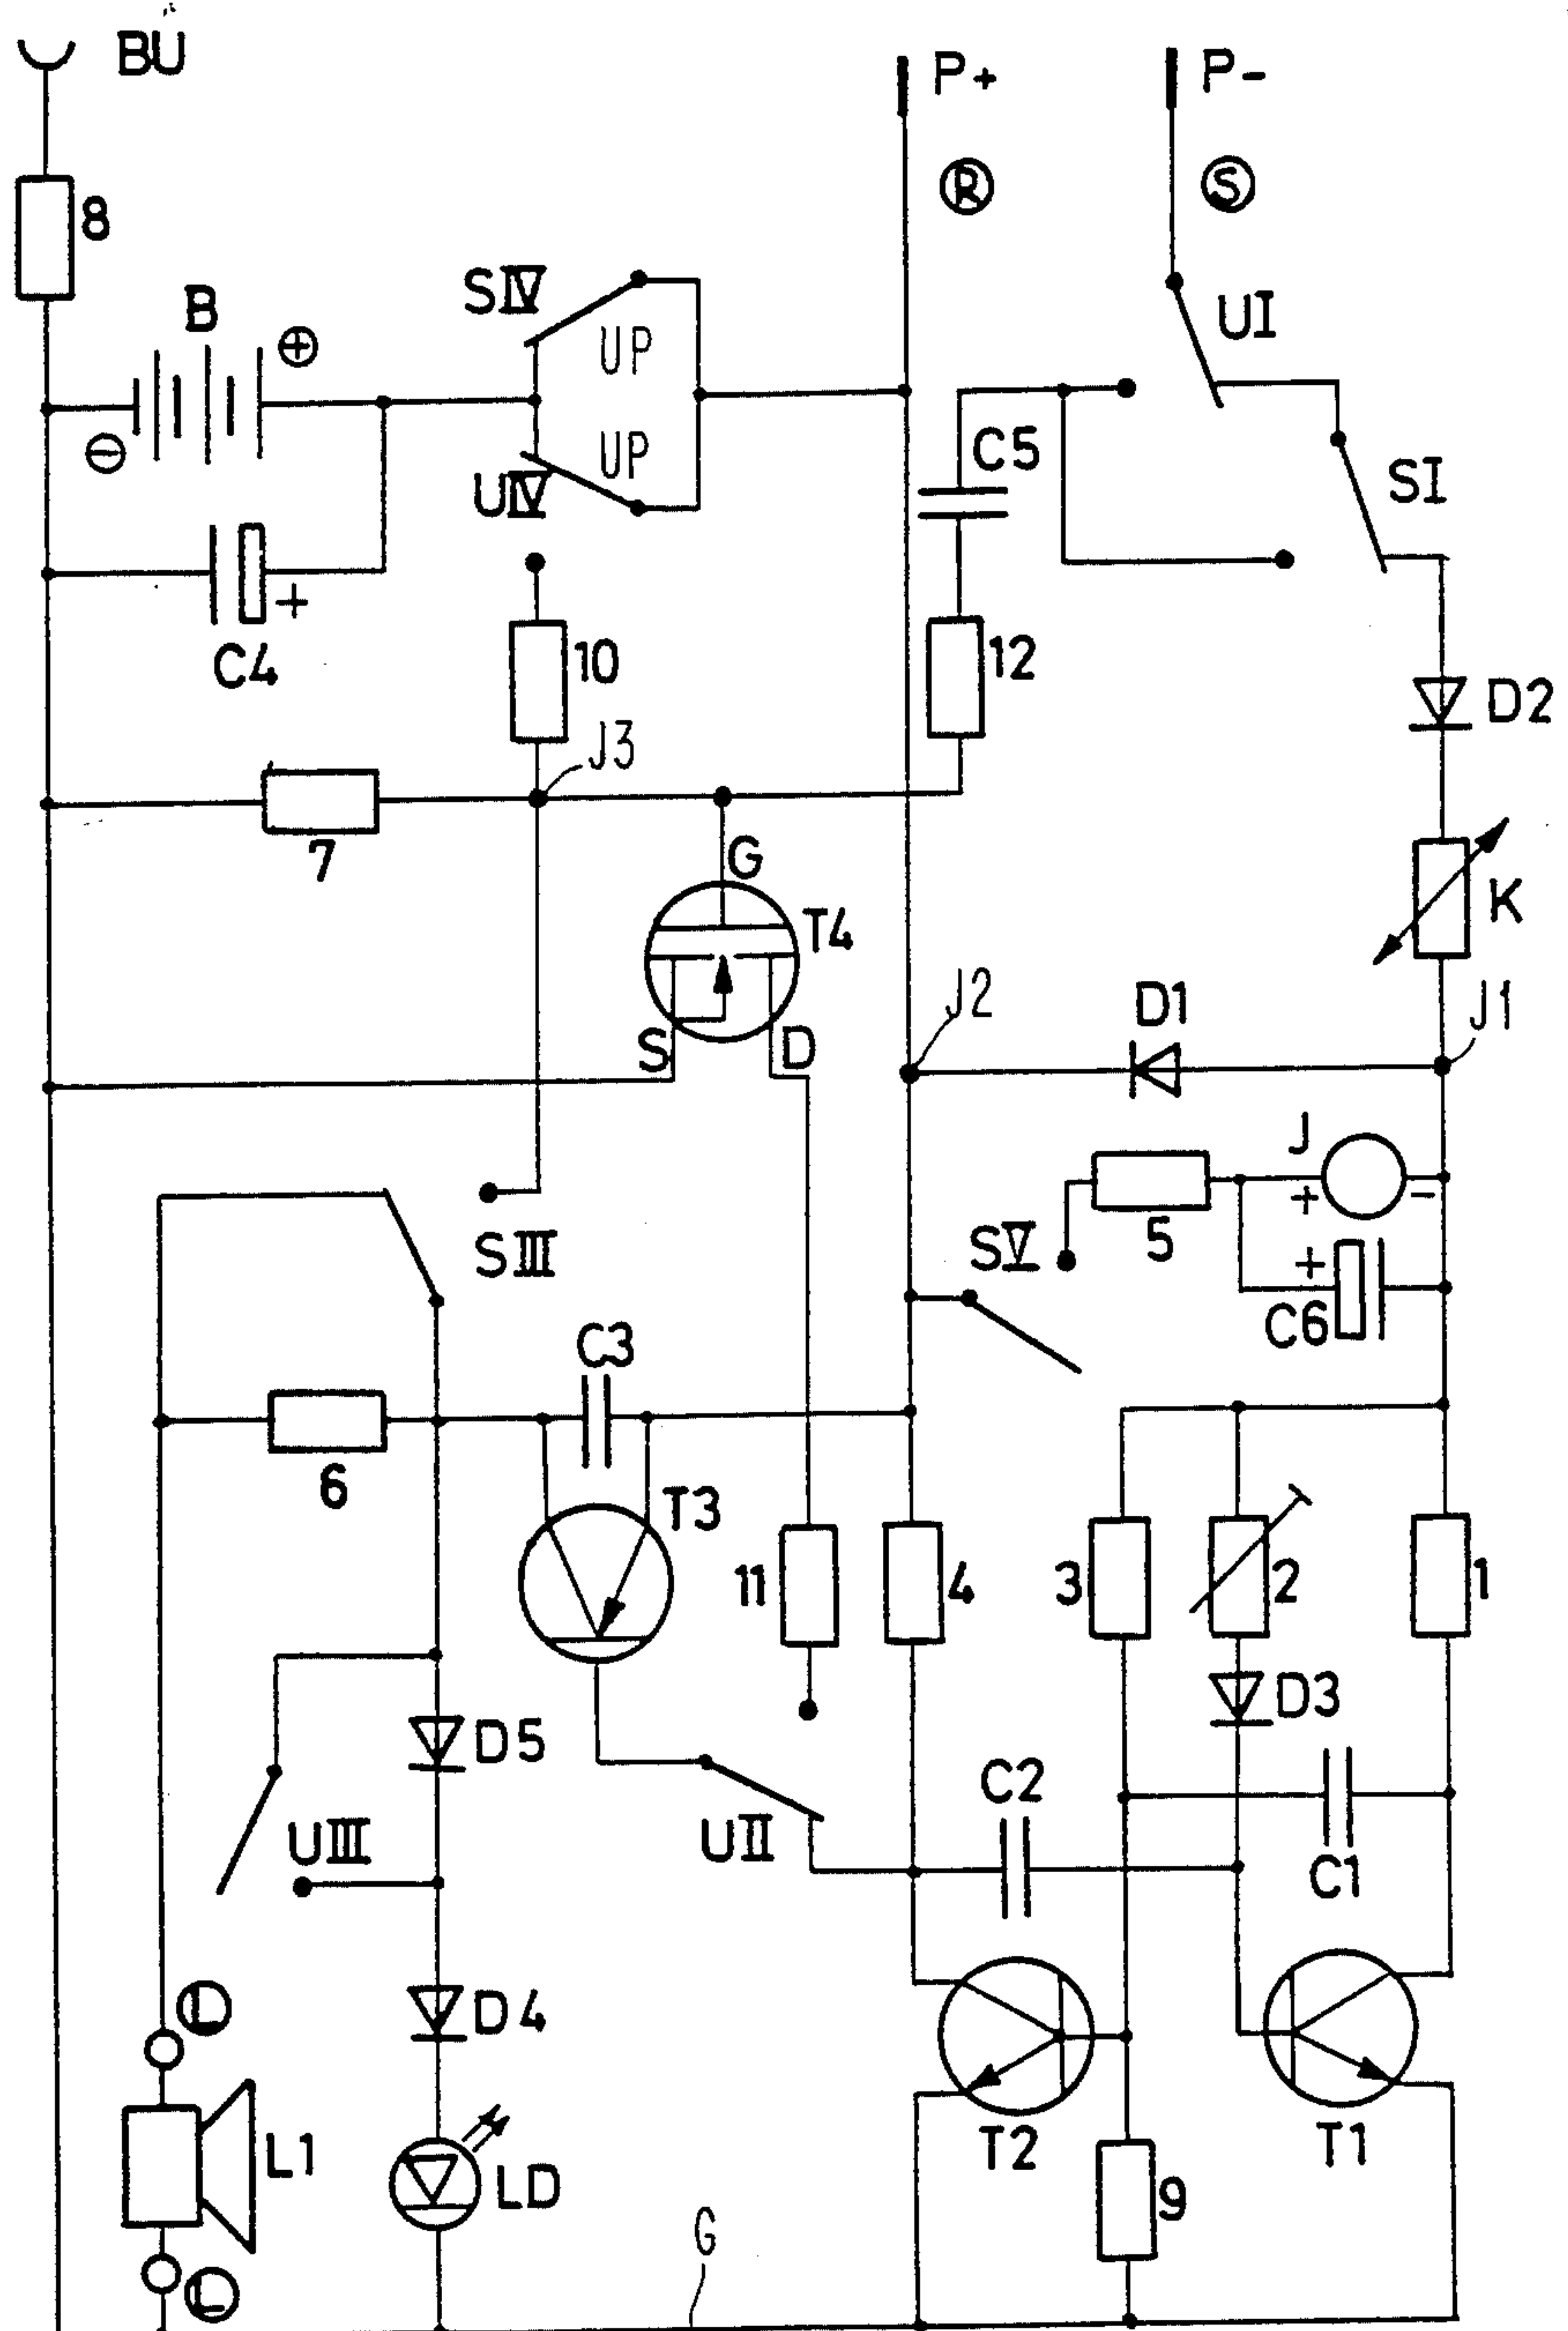 BU
P+
P-
R
S
8
B
+
-
SIV
UP
UP
UIV
UI
SI
C5
C4
+
10
12
D2
J3
7
G
T4
K
S
D
J2
D1
J1
J
+
-
SIII
SV
5
+
C6
C3
6
T3
11
4
3
2
1
D5
D3
C2
UIII
UII
C1
L
D4
L1
LD
T2
T1
9
G
L